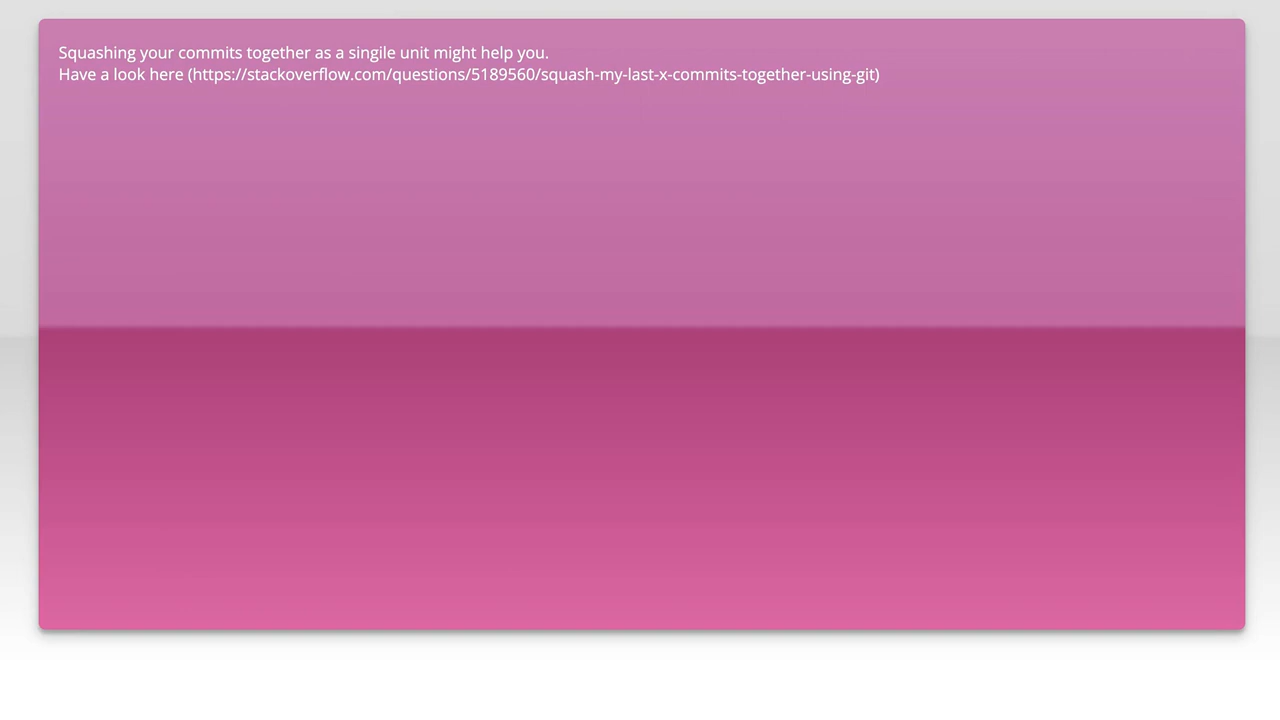 Squashing your commits together as a singile unit might help you.
Have a look here (https://stackoverflow.com/questions/5189560/squash-my-last-x-commits-together-using-git)